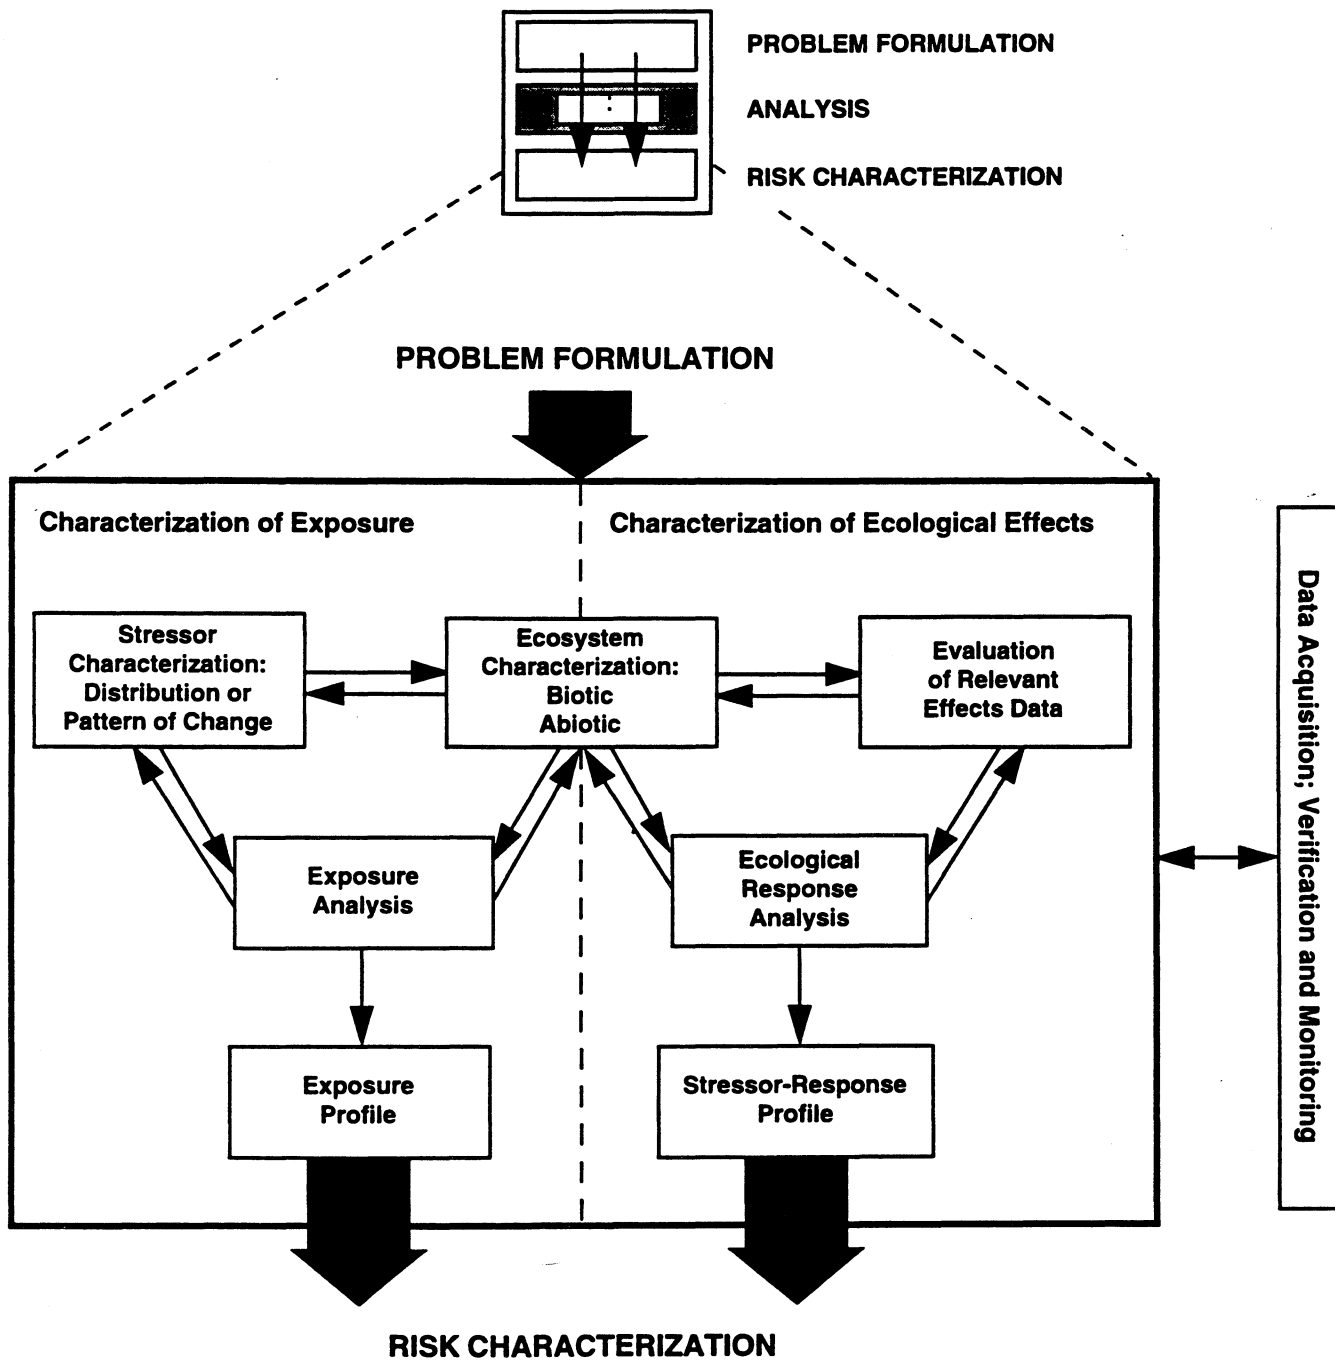 PROBLEM FORMULATION
ANALYSIS
RISK CHARACTERIZATION
PROBLEM FORMULATION
Characterization of Exposure
Characterization of Ecological Effects
Stressor
Characterization:
Distribution or
Pattern of Change
Ecosystem
Characterization:
Biotic
Abiotic
Evaluation
of Relevant
Effects Data
Exposure
Analysis
Ecological
Response
Analysis
Exposure
Profile
Stressor-Response
Profile
Data Acquisition; Verification and Monitoring
RISK CHARACTERIZATION